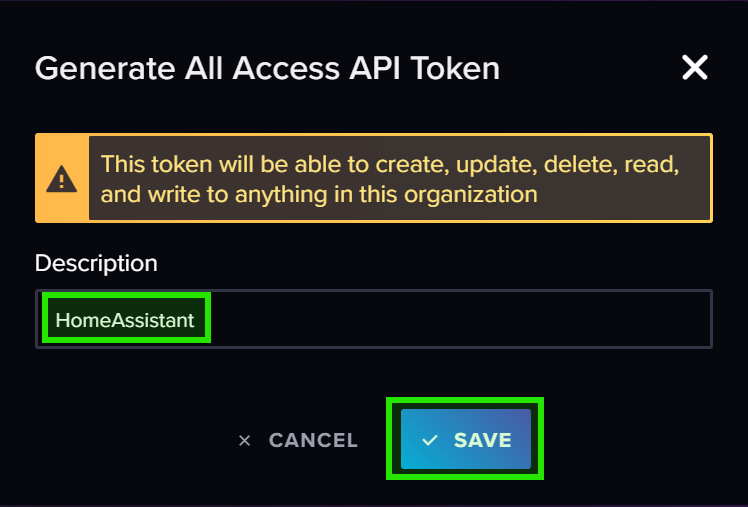 Generate All Access API Token
This token will be able to create, update, delete, read,
and write to anything in this organization
Description
HomeAssistant
CANCEL
SAVE